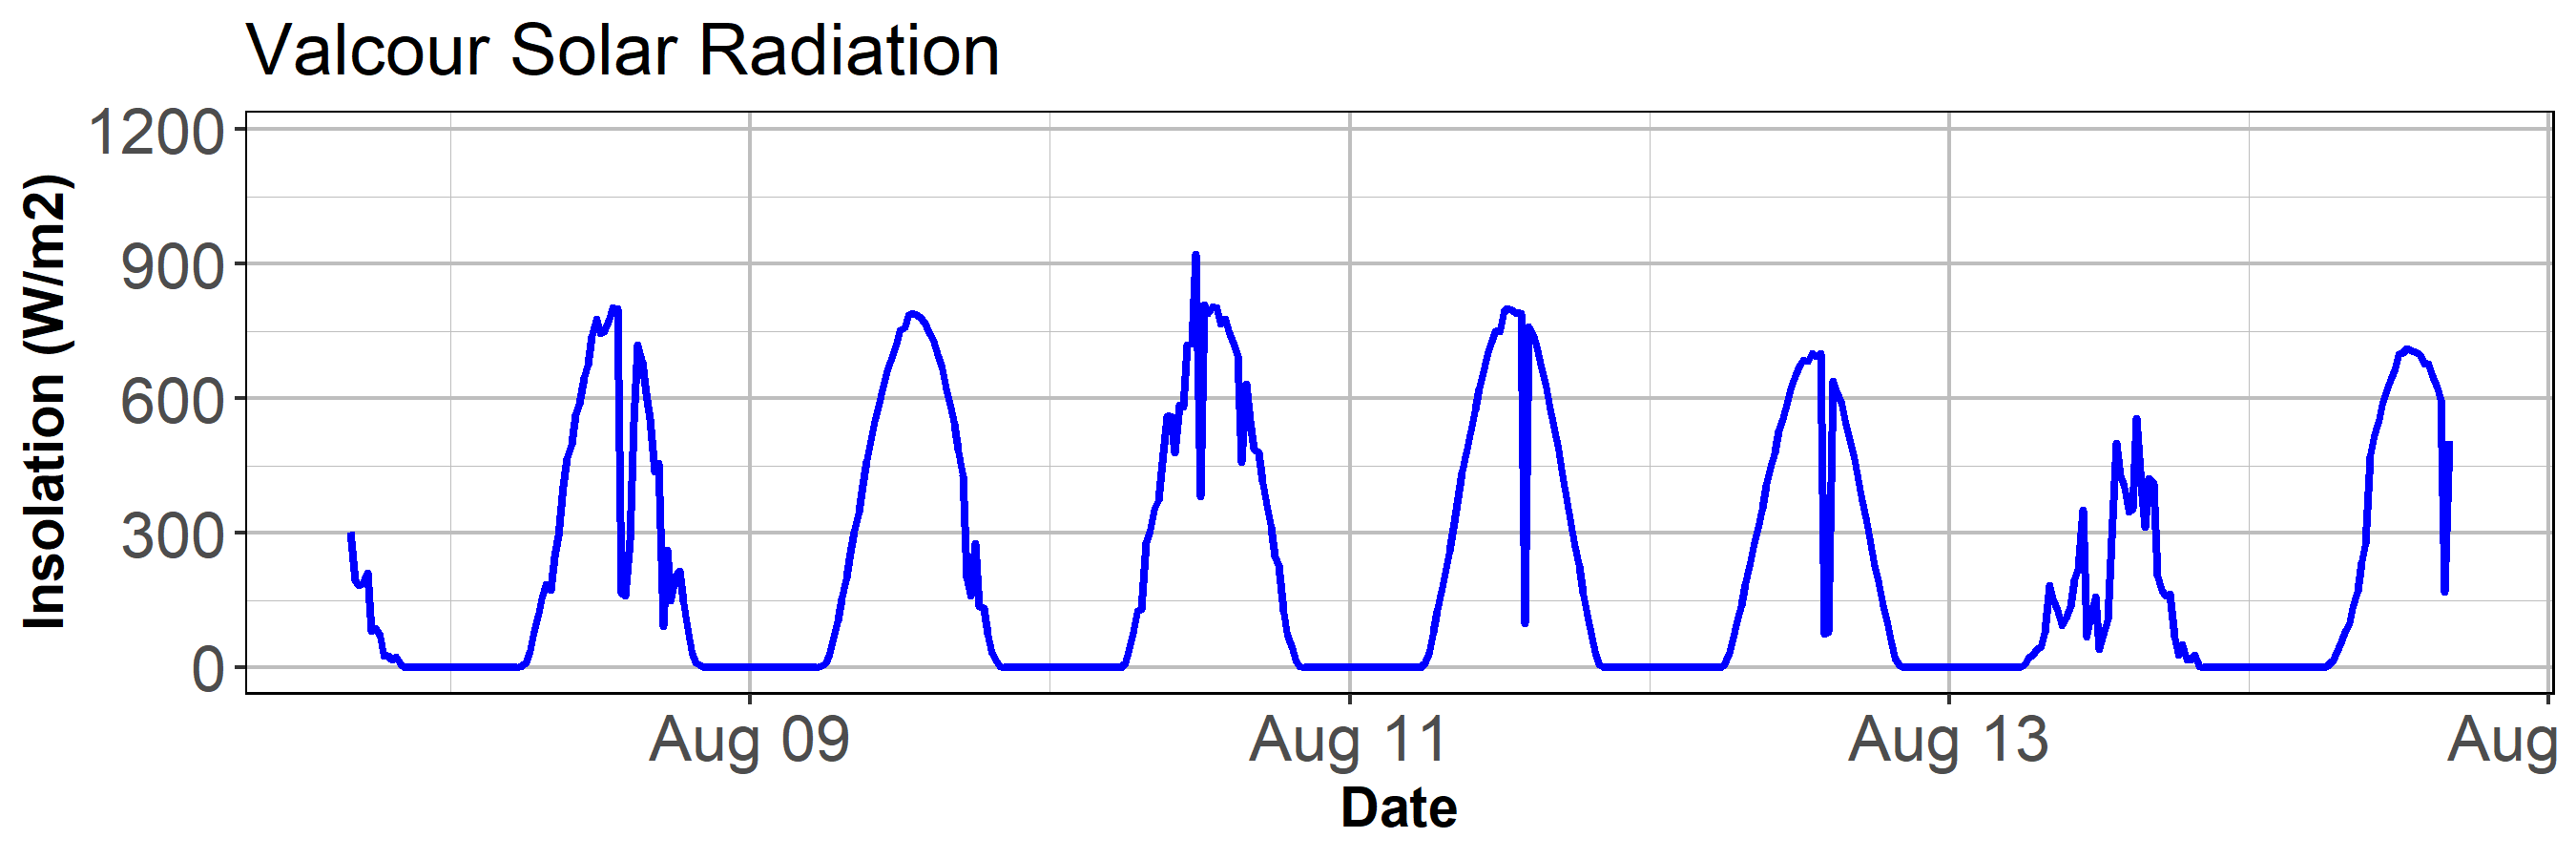 Valcour Solar Radiation
Insolation (W/m2)
1200
900
600
300
0
Aug 09
Aug 11
Aug 13
Aug
Date